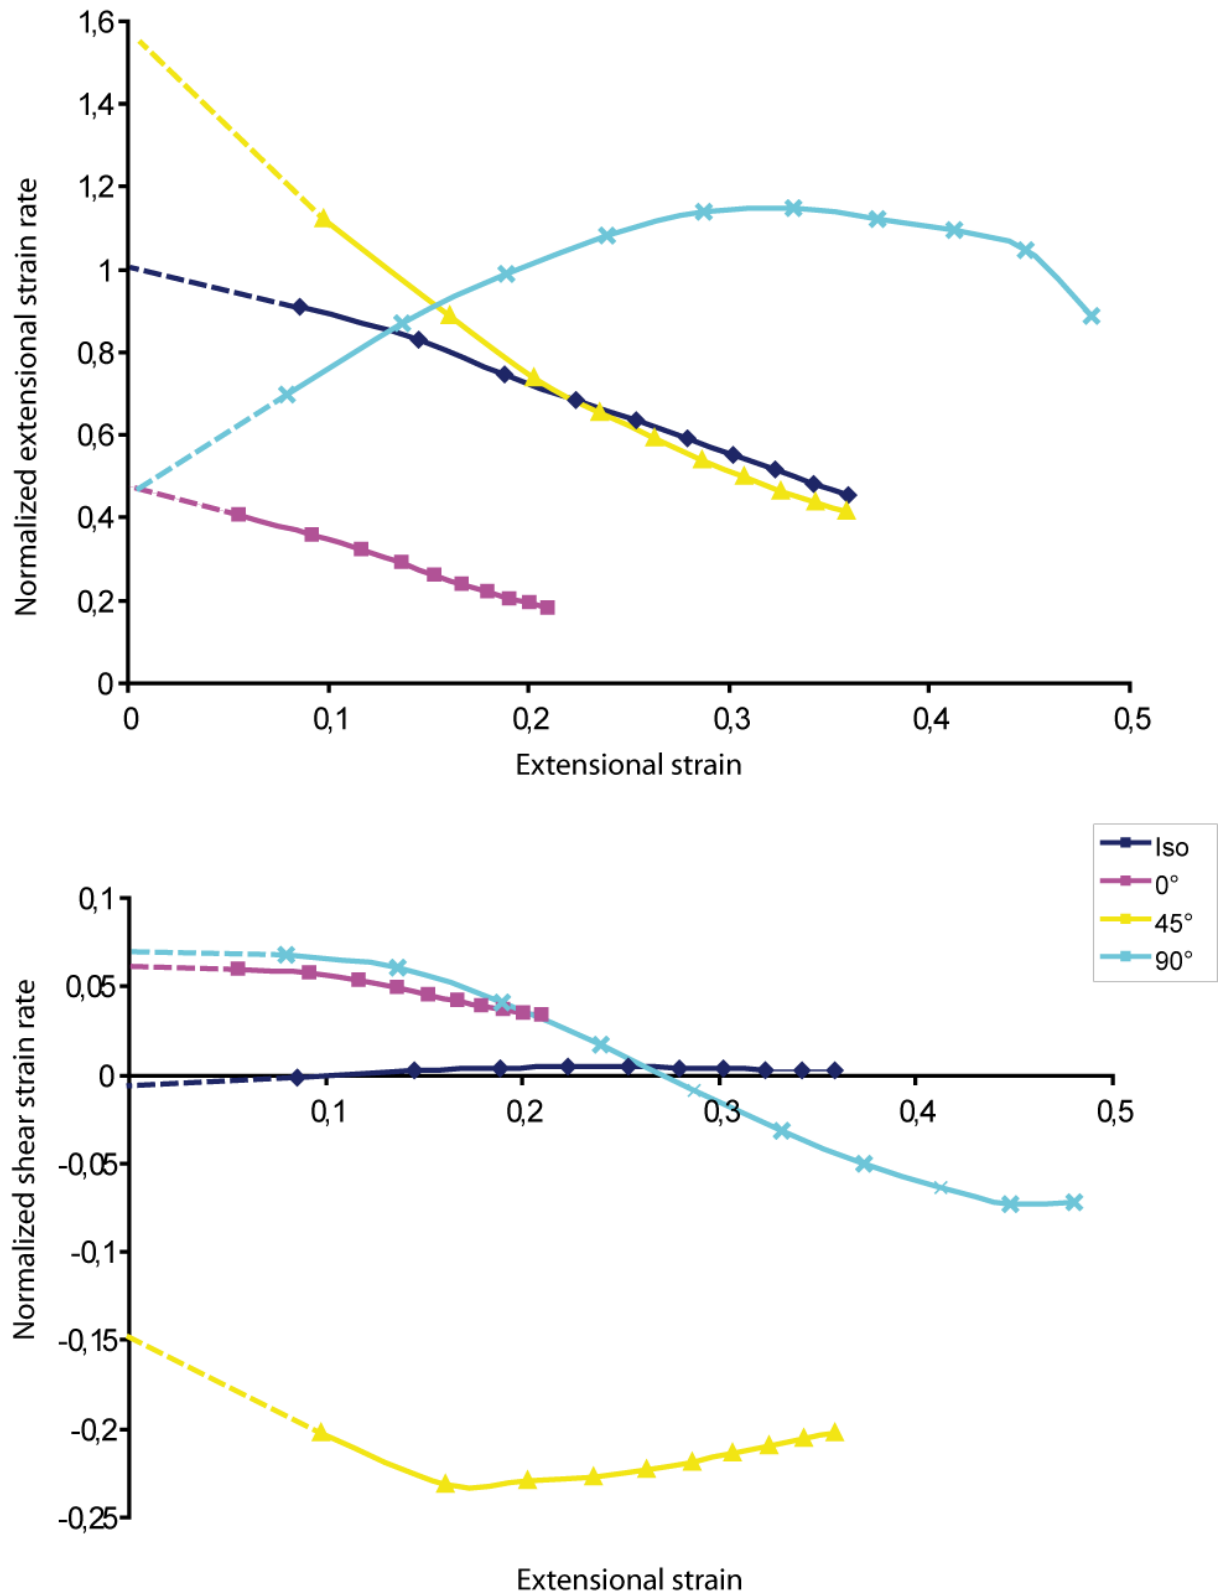 1,6
1,4
1,2
1
0,8
0,6
0,4
0,2
0
Normalized extensional strain rate
0 0,1 0,2 0,3 0,4 0,5
Extensional strain
Iso
0°
45°
90°
0,1
0,05
0
-0,05
-0,1
-0,15
-0,2
-0,25
Normalized shear strain rate
0,1 0,2 0,3 0,4 0,5
Extensional strain